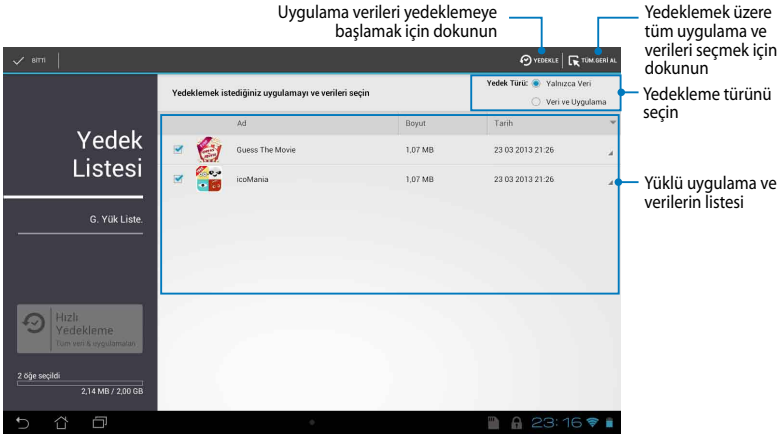 Uygulama verileri yedeklemeye
başlamak için dokunun
Yedeklemek üzere
tüm uygulama ve
verileri seçmek için
dokunun
BİTTİ
YEDEKLE
TÜM.GERİ AL
Yedeklemek istediğiniz uygulamayı ve verileri seçin
Yedek Türü: Yalnızca Veri
Veri ve Uygulama
Yedekleme türünü
seçin
Yedek
Listesi
G. Yük Liste.
Ad Boyut Tarih
Guess The Movie 1,07 MB 23 03 2013 21:26
icoMania 1,07 MB 23 03 2013 21:26
Yüklü uygulama ve
verilerin listesi
Hızlı
Yedekleme
Tüm veri & uygulamaları
2 öğe seçildi
2,14 MB / 2,00 GB
23:16